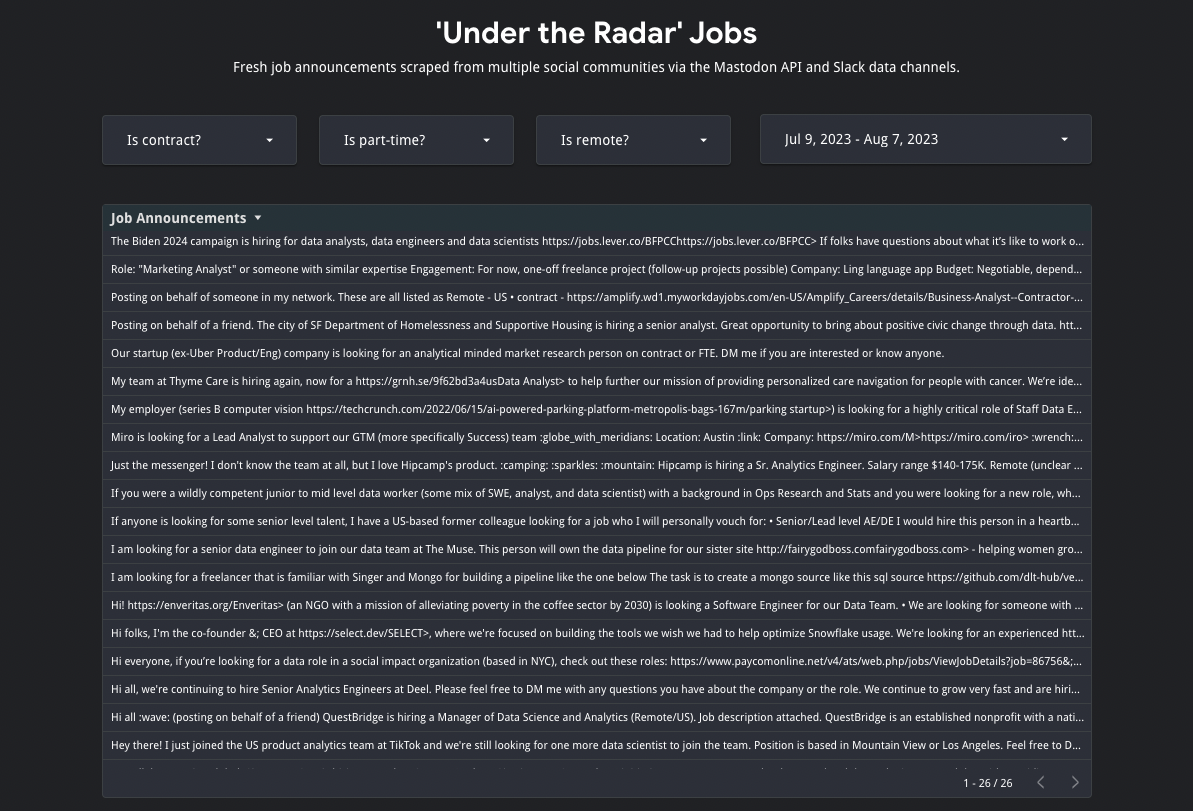 'Under the Radar' Jobs
Fresh job announcements scraped from multiple social communities via the Mastodon API and Slack data channels.
Is contract?
Is part-time?
Is remote?
Jul 9, 2023 - Aug 7, 2023
Job Announcements
The Biden 2024 campaign is hiring for data analysts, data engineers and data scientists https://jobs.lever.co/BFPCChttps://jobs.lever.co/BFPCC> If folks have questions about what it's like to work o...
Role: "Marketing Analyst" or someone with similar expertise Engagement: For now, one-off freelance project (follow-up projects possible) Company: Ling language app Budget: Negotiable, depend...
Posting on behalf of someone in my network. These are all listed as Remote - US • contract - https://amplify.wd1.myworkdayjobs.com/en-US/Amplify_Careers/details/Business-Analyst--Contractor-...
Posting on behalf of a friend. The city of SF Department of Homelessness and Supportive Housing is hiring a senior analyst. Great opportunity to bring about positive civic change through data. htt...
Our startup (ex-Uber Product/Eng) company is looking for an analytical minded market research person on contract or FTE. DM me if you are interested or know anyone.
My team at Thyme Care is hiring again, now for a https://grnh.se/9f62bd3a4usData Analyst> to help further our mission of providing personalized care navigation for people with cancer. We're ide...
My employer (series B computer vision https://techcrunch.com/2022/06/15/ai-powered-parking-platform-metropolis-bags-167m/parking startup>) is looking for a highly critical role of Staff Data E...
Miro is looking for a Lead Analyst to support our GTM (more specifically Success) team :globe_with_meridians: Location: Austin :link: Company: https://miro.com/M>https://miro.com/iro> :wrench:...
Just the messenger! I don't know the team at all, but I love Hipcamp's product. :camping: :sparkles: :mountain: Hipcamp is hiring a Sr. Analytics Engineer. Salary range $140-175K. Remote (unclear ...
If you were a wildly competent junior to mid level data worker (some mix of SWE, analyst, and data scientist) with a background in Ops Research and Stats and you were looking for a new role, wh...
If anyone is looking for some senior level talent, I have a US-based former colleague looking for a job who I will personally vouch for: • Senior/Lead level AE/DE I would hire this person in a heartb...
I am looking for a senior data engineer to join our data team at The Muse. This person will own the data pipeline for our sister site http://fairygodboss.comfairygodboss.com> - helping women gro...
I am looking for a freelancer that is familiar with Singer and Mongo for building a pipeline like the one below The task is to create a mongo source like this sql source https://github.com/dlt-hub/ve...
Hi! https://enveritas.org/Enveritas> (an NGO with a mission of alleviating poverty in the coffee sector by 2030) is looking a Software Engineer for our Data Team. • We are looking for someone with ...
Hi folks, I'm the co-founder &; CEO at https://select.dev/SELECT>, where we're focused on building the tools we wish we had to help optimize Snowflake usage. We're looking for an experienced htt...
Hi everyone, if you're looking for a data role in a social impact organization (based in NYC), check out these roles: https://www.paycomonline.net/v4/ats/web.php/jobs/ViewJobDetails?job=86756&;...
Hi all, we're continuing to hire Senior Analytics Engineers at Deel. Please feel free to DM me with any questions you have about the company or the role. We continue to grow very fast and are hiri...
Hi all :wave: (posting on behalf of a friend) QuestBridge is hiring a Manager of Data Science and Analytics (Remote/US). Job description attached. QuestBridge is an established nonprofit with a nati...
Hey there! I just joined the US product analytics team at TikTok and we're still looking for one more data scientist to join the team. Position is based in Mountain View or Los Angeles. Feel free to D...
1 - 26 / 26